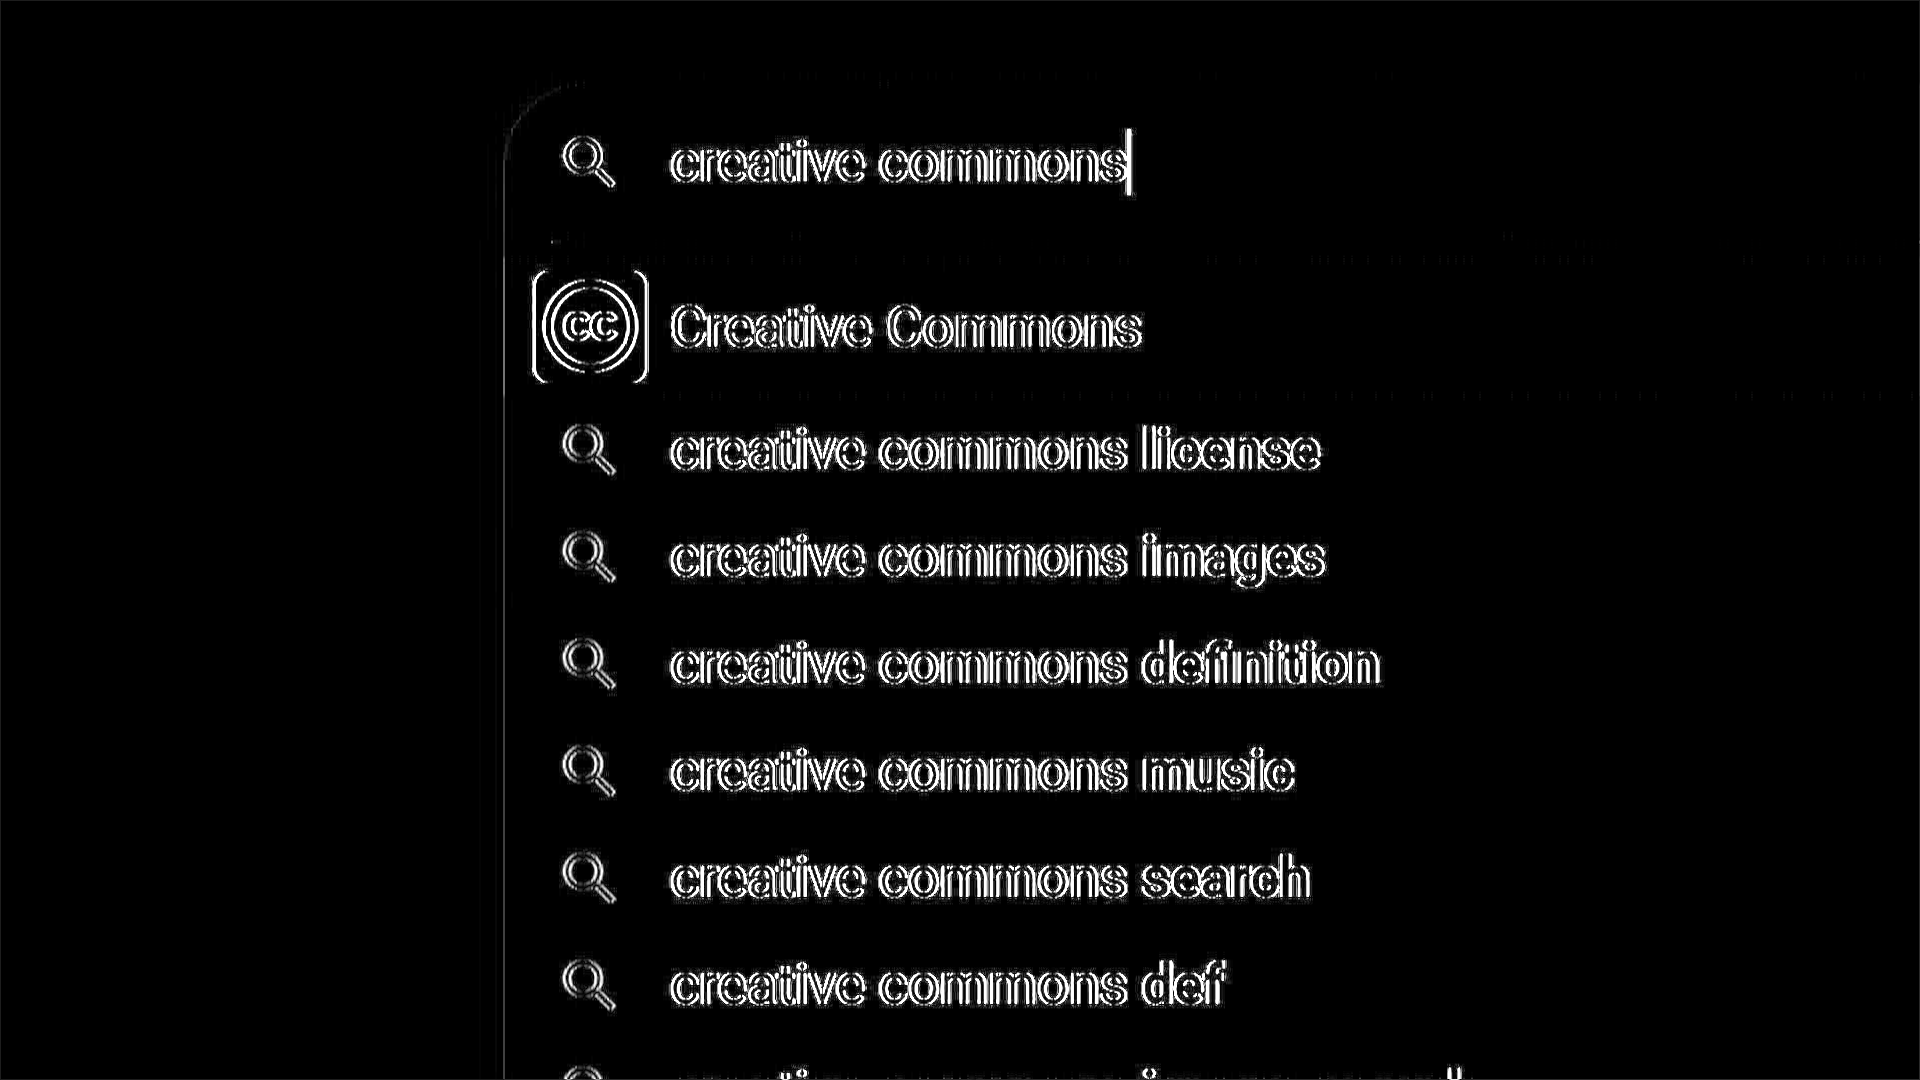 creative commons
cc
Creative Commons
creative commons license
creative commons images
creative commons definition
creative commons music
creative commons search
creative commons def